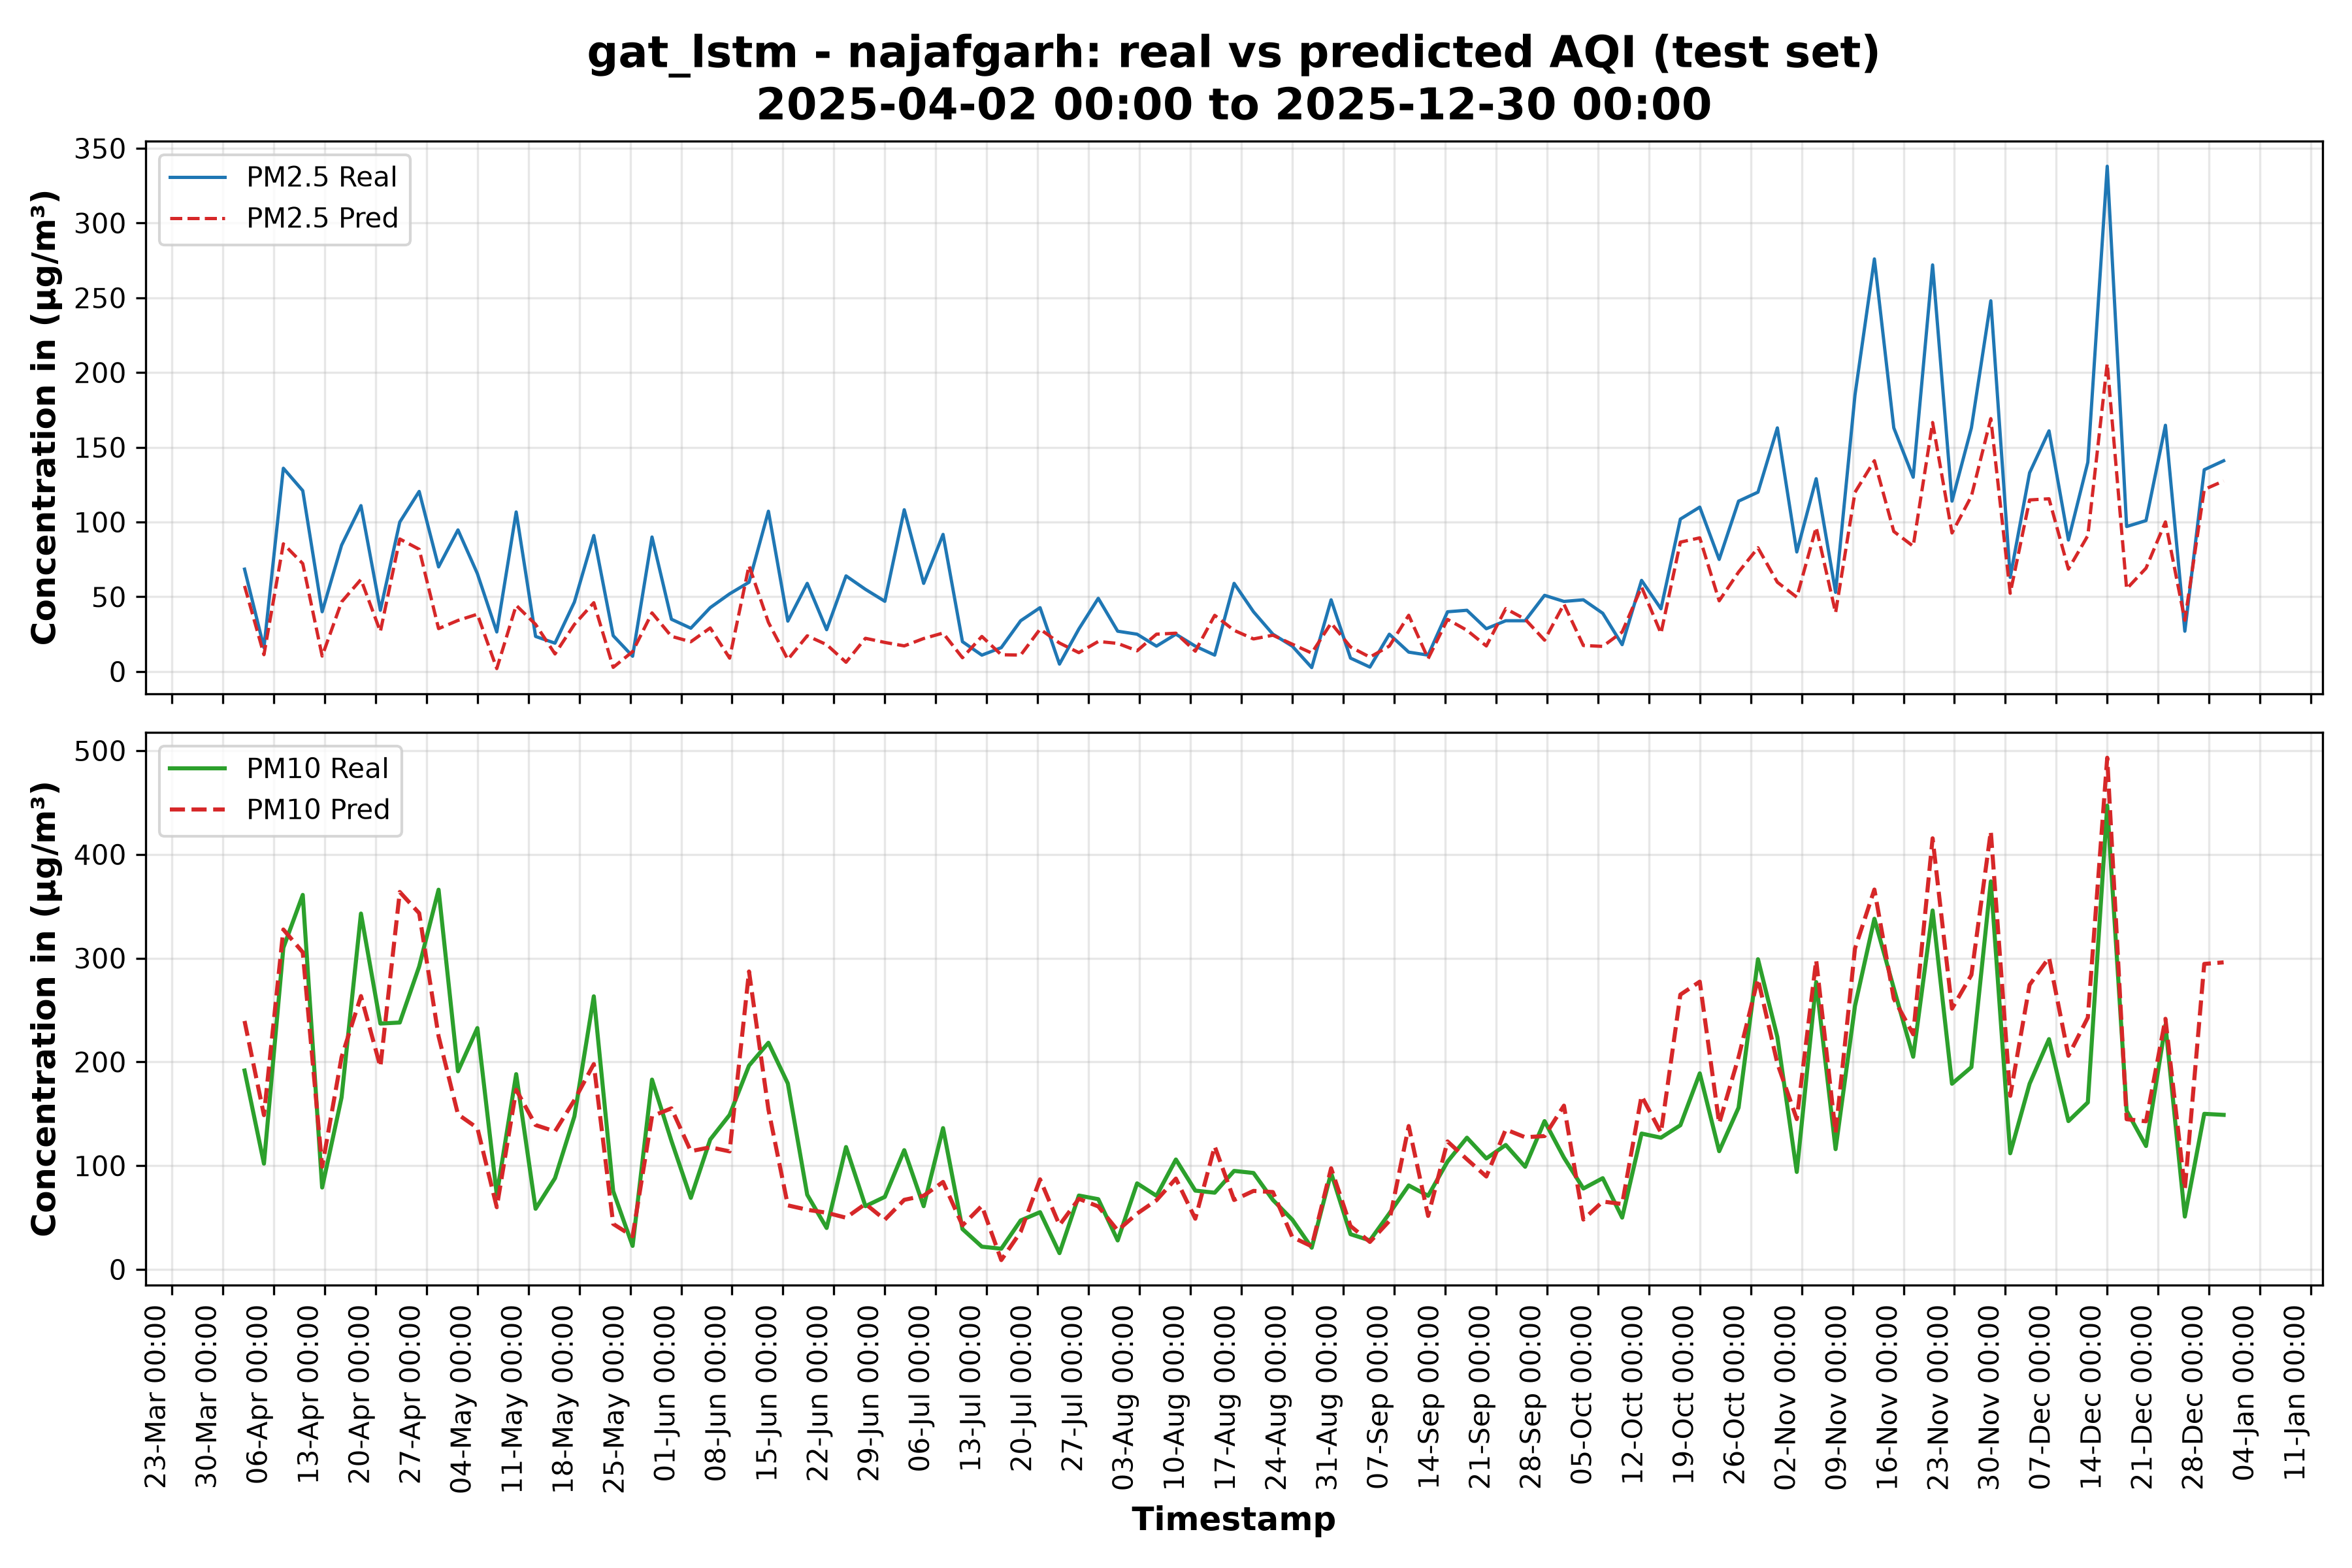 gat_lstm - najafgarh: real vs predicted AQI (test set)
2025-04-02 00:00 to 2025-12-30 00:00
Concentration in (µg/m³)
350
300
250
200
150
100
50
0
PM2.5 Real
PM2.5 Pred
Concentration in (µg/m³)
500
400
300
200
100
0
PM10 Real
PM10 Pred
23-Mar 00:00
30-Mar 00:00
06-Apr 00:00
13-Apr 00:00
20-Apr 00:00
27-Apr 00:00
04-May 00:00
11-May 00:00
18-May 00:00
25-May 00:00
01-Jun 00:00
08-Jun 00:00
15-Jun 00:00
22-Jun 00:00
29-Jun 00:00
06-Jul 00:00
13-Jul 00:00
20-Jul 00:00
27-Jul 00:00
03-Aug 00:00
10-Aug 00:00
17-Aug 00:00
24-Aug 00:00
31-Aug 00:00
07-Sep 00:00
14-Sep 00:00
21-Sep 00:00
28-Sep 00:00
05-Oct 00:00
12-Oct 00:00
19-Oct 00:00
26-Oct 00:00
02-Nov 00:00
09-Nov 00:00
16-Nov 00:00
23-Nov 00:00
30-Nov 00:00
07-Dec 00:00
14-Dec 00:00
21-Dec 00:00
28-Dec 00:00
04-Jan 00:00
11-Jan 00:00
Timestamp